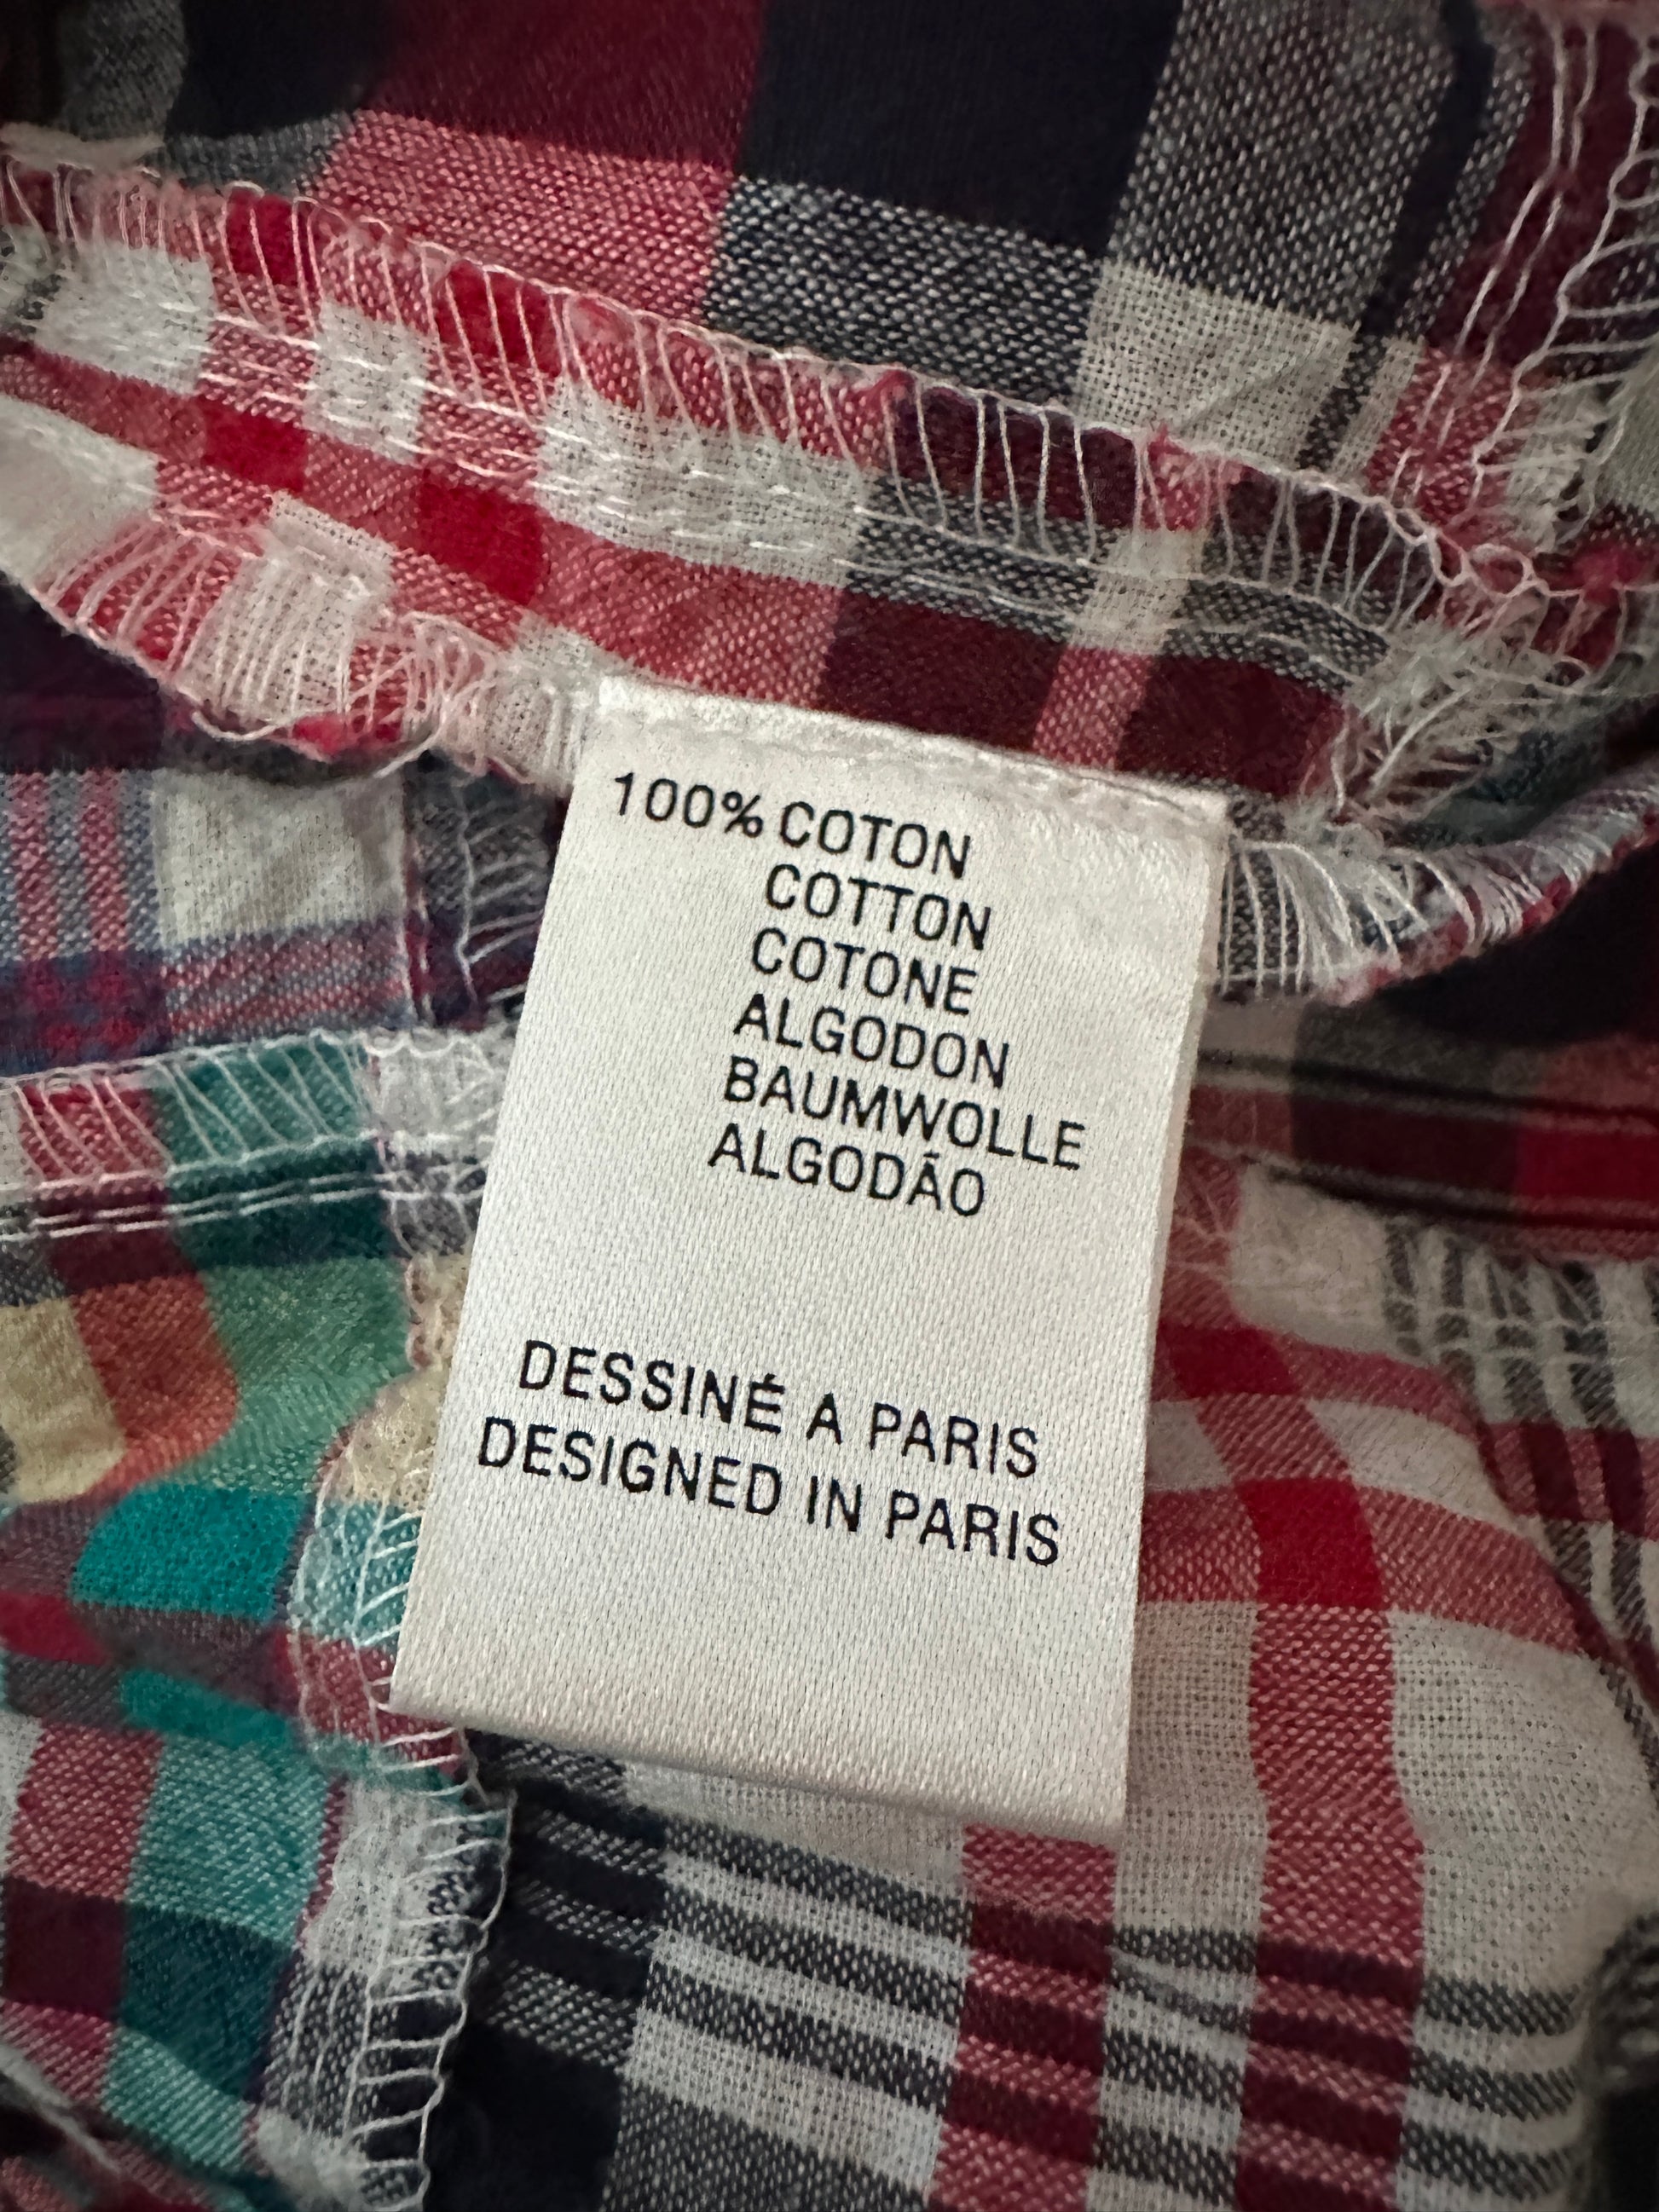 100% COTON
COTTON
COTONE
ALGODON
BAUMWOLLE
ALGODÃO
DESSINÉ A PARIS
DESIGNED IN PARIS